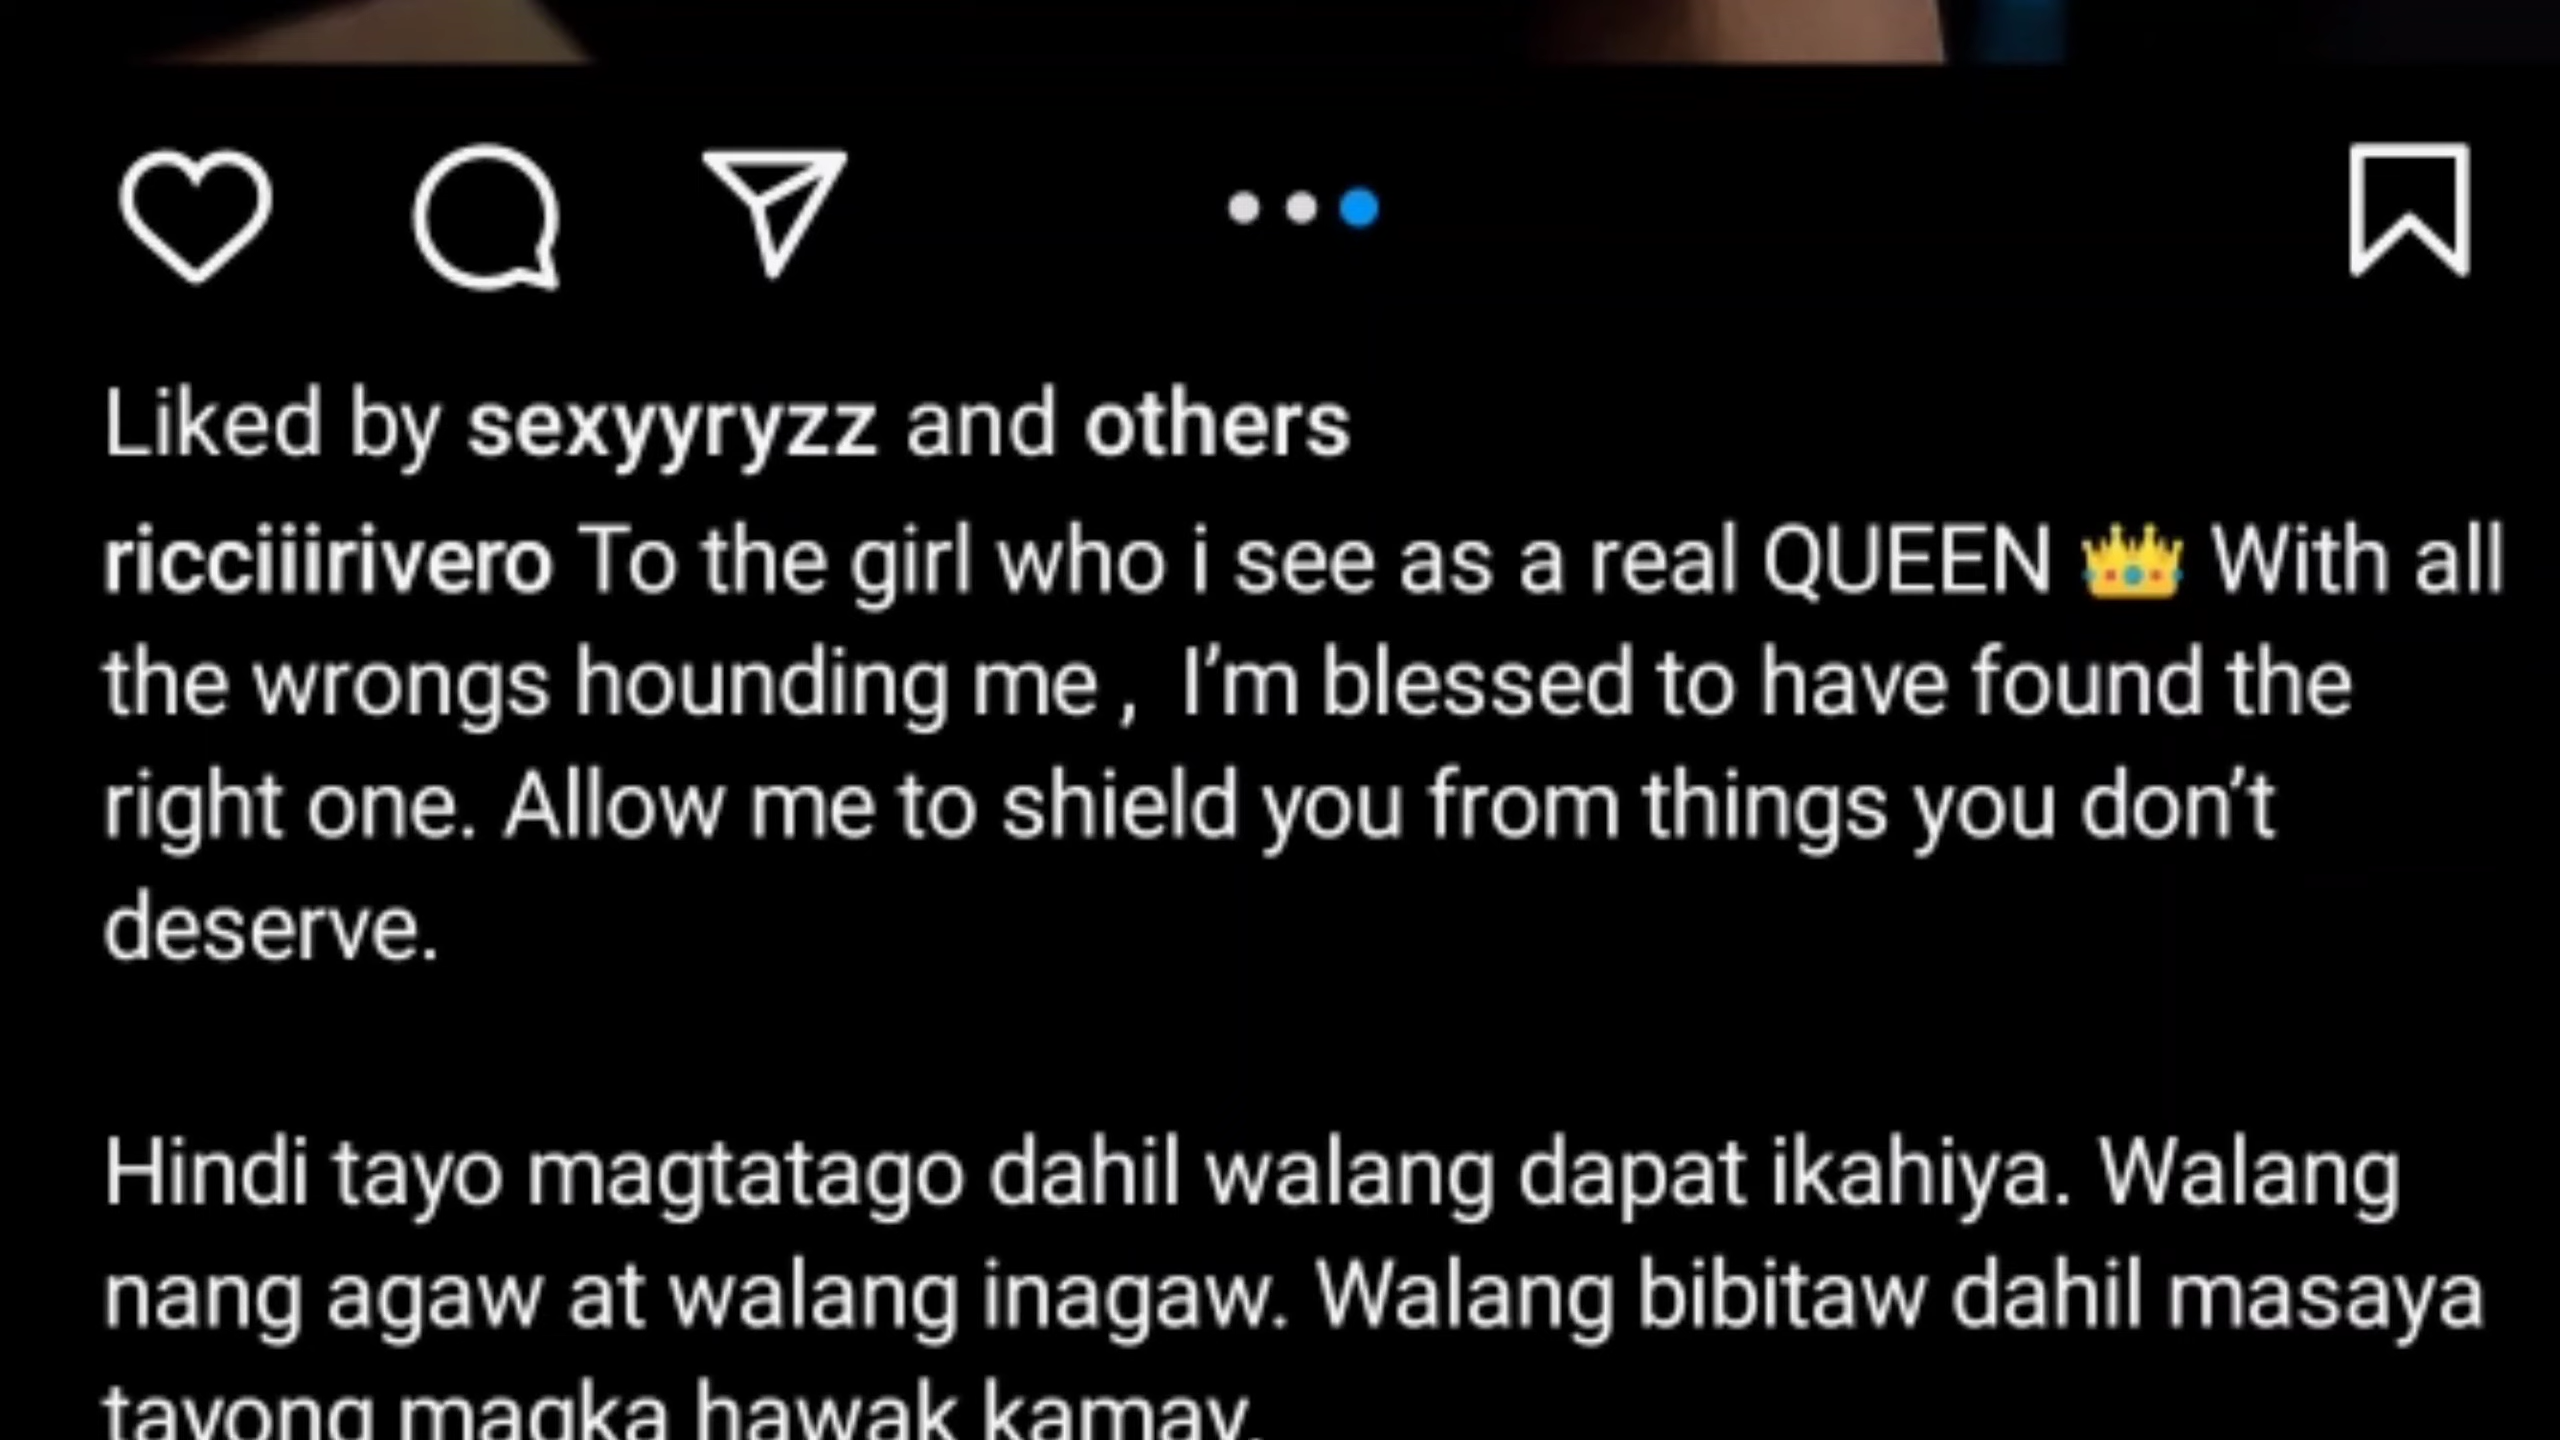 Liked by sexyyryzz and others
ricciiirivero To the girl who i see as a real QUEEN 👑 With all
the wrongs hounding me ,  I’m blessed to have found the
right one. Allow me to shield you from things you don’t
deserve.
Hindi tayo magtatago dahil walang dapat ikahiya. Walang
nang agaw at walang inagaw. Walang bibitaw dahil masaya
tayong magka hawak kamay.